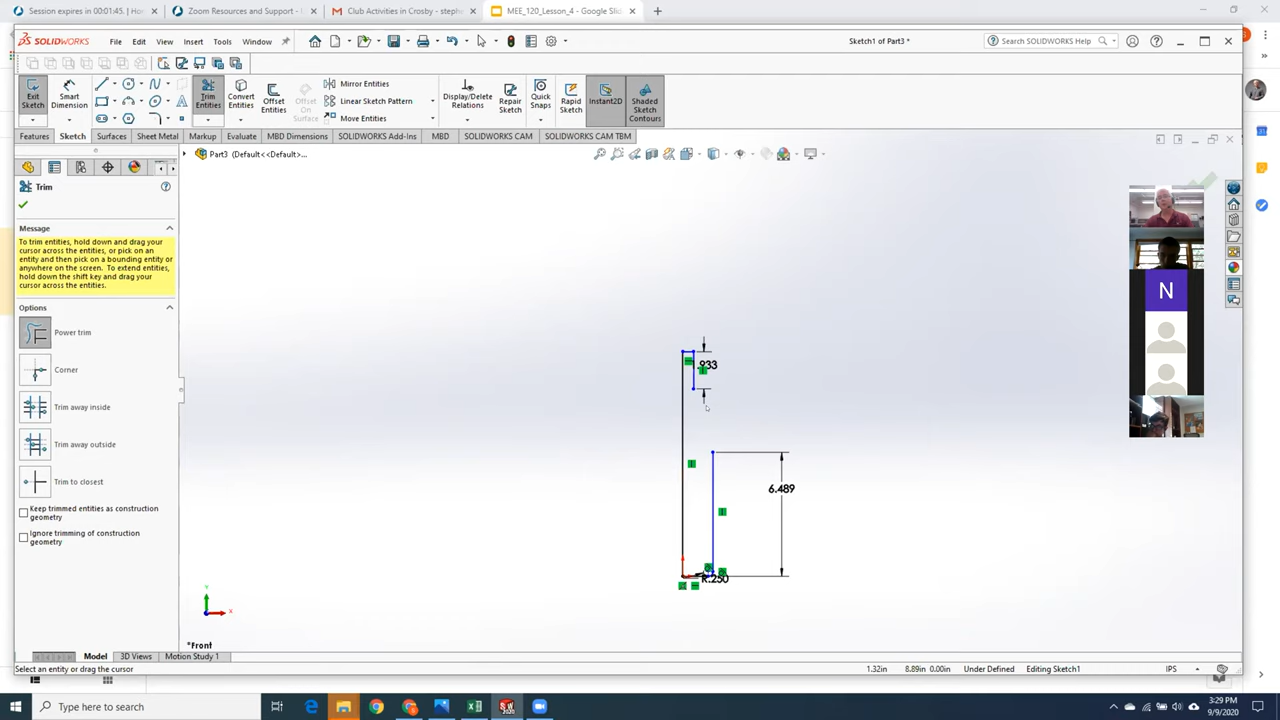 Session expires in 00:01:45. | Ho
Zoom Resources and Support - 
Club Activities in Crosby - steph
MEE_120_Lesson_4 - Google Slid
SOLIDWORKS
File
Edit
View
Insert
Tools
Window
Sketch1 of Part3 *
Search SOLIDWORKS Help
Exit Sketch
Smart Dimension
Trim Entities
Convert Entities
Offset Entities
Offset On Surface
Mirror Entities
Linear Sketch Pattern
Move Entities
Display/Delete Relations
Repair Sketch
Quick Snaps
Rapid Sketch
Instant2D
Shaded Sketch Contours
Features
Sketch
Surfaces
Sheet Metal
Markup
Evaluate
MBD Dimensions
SOLIDWORKS Add-Ins
MBD
SOLIDWORKS CAM
SOLIDWORKS CAM TBM
Part3 (Default<<Default>...
Trim
Message
To trim entities, hold down and drag your
cursor across the entities, or pick on an
entity and then pick on a bounding entity or
anywhere on the screen. To extend entities,
hold down the shift key and drag your
cursor across the entities.
Options
Power trim
Corner
Trim away inside
Trim away outside
Trim to closest
Keep trimmed entities as construction
geometry
Ignore trimming of construction
geometry
.933
6.489
R.250
N
Y
X
*Front
Model
3D Views
Motion Study 1
Select an entity or drag the cursor
1.32in
8.89in 0.00in
Under Defined
Editing Sketch1
IPS
Type here to search
3:29 PM
9/9/2020